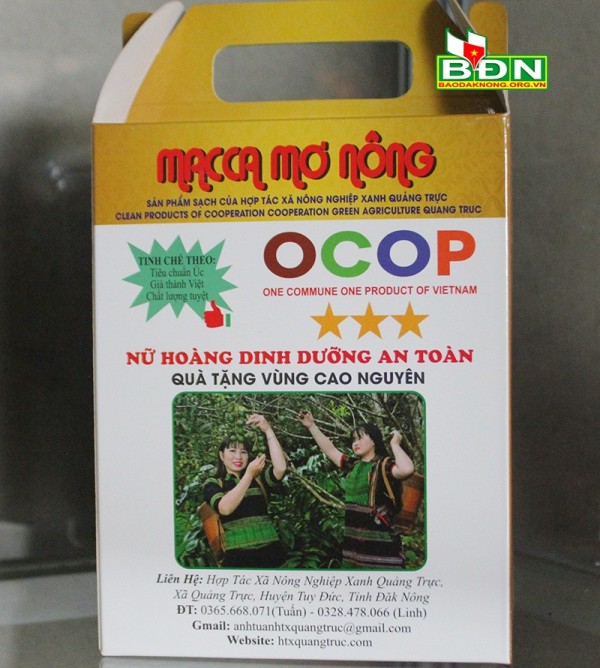 BĐN
BAODAKNONG.ORG.VN
MACCA MƠ NÔNG
SẢN PHẨM SẠCH CỦA HỢP TÁC XÃ NÔNG NGHIỆP XANH QUẢNG TRỰC
CLEAN PRODUCTS OF COOPERATION COOPERATION GREEN AGRICULTURE QUANG TRUC
TINH CHẾ THEO:
Tiêu chuẩn Úc
Giá thành Việt
Chất lượng tuyệt
OCOP
ONE COMMUNE ONE PRODUCT OF VIETNAM
NỮ HOÀNG DINH DƯỠNG AN TOÀN
QUÀ TẶNG VÙNG CAO NGUYÊN
Liên Hệ: Hợp Tác Xã Nông Nghiệp Xanh Quảng Trực,
Xã Quảng Trực, Huyện Tuy Đức, Tỉnh Đăk Nông
ĐT: 0365.668.071(Tuấn) - 0328.478.066 (Linh)
Gmail: anhtuanhtxquangtruc@gmail.com
Website: htxquangtruc.com